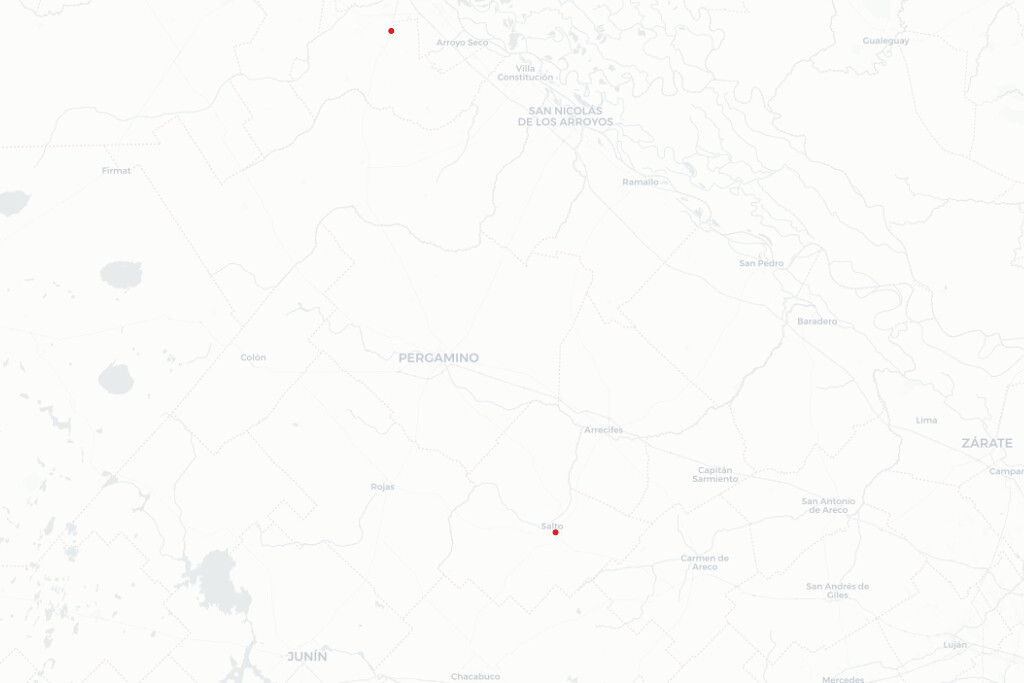 Gualeguay
Arroyo Seco
Villa
Constitución
SAN NICOLÁS
DE LOS ARROYOS
Firmat
Ramallo
San Pedro
Baradero
Colón
PERGAMINO
Lima
Arrecifes
ZÁRATE
Capitán
Sarmiento
Campan
Rojas
San Antonio
de Areco
Salto
Carmen de
Areco
San Andrés de
Giles
Luján
JUNÍN
Chacabuco
Mercedes